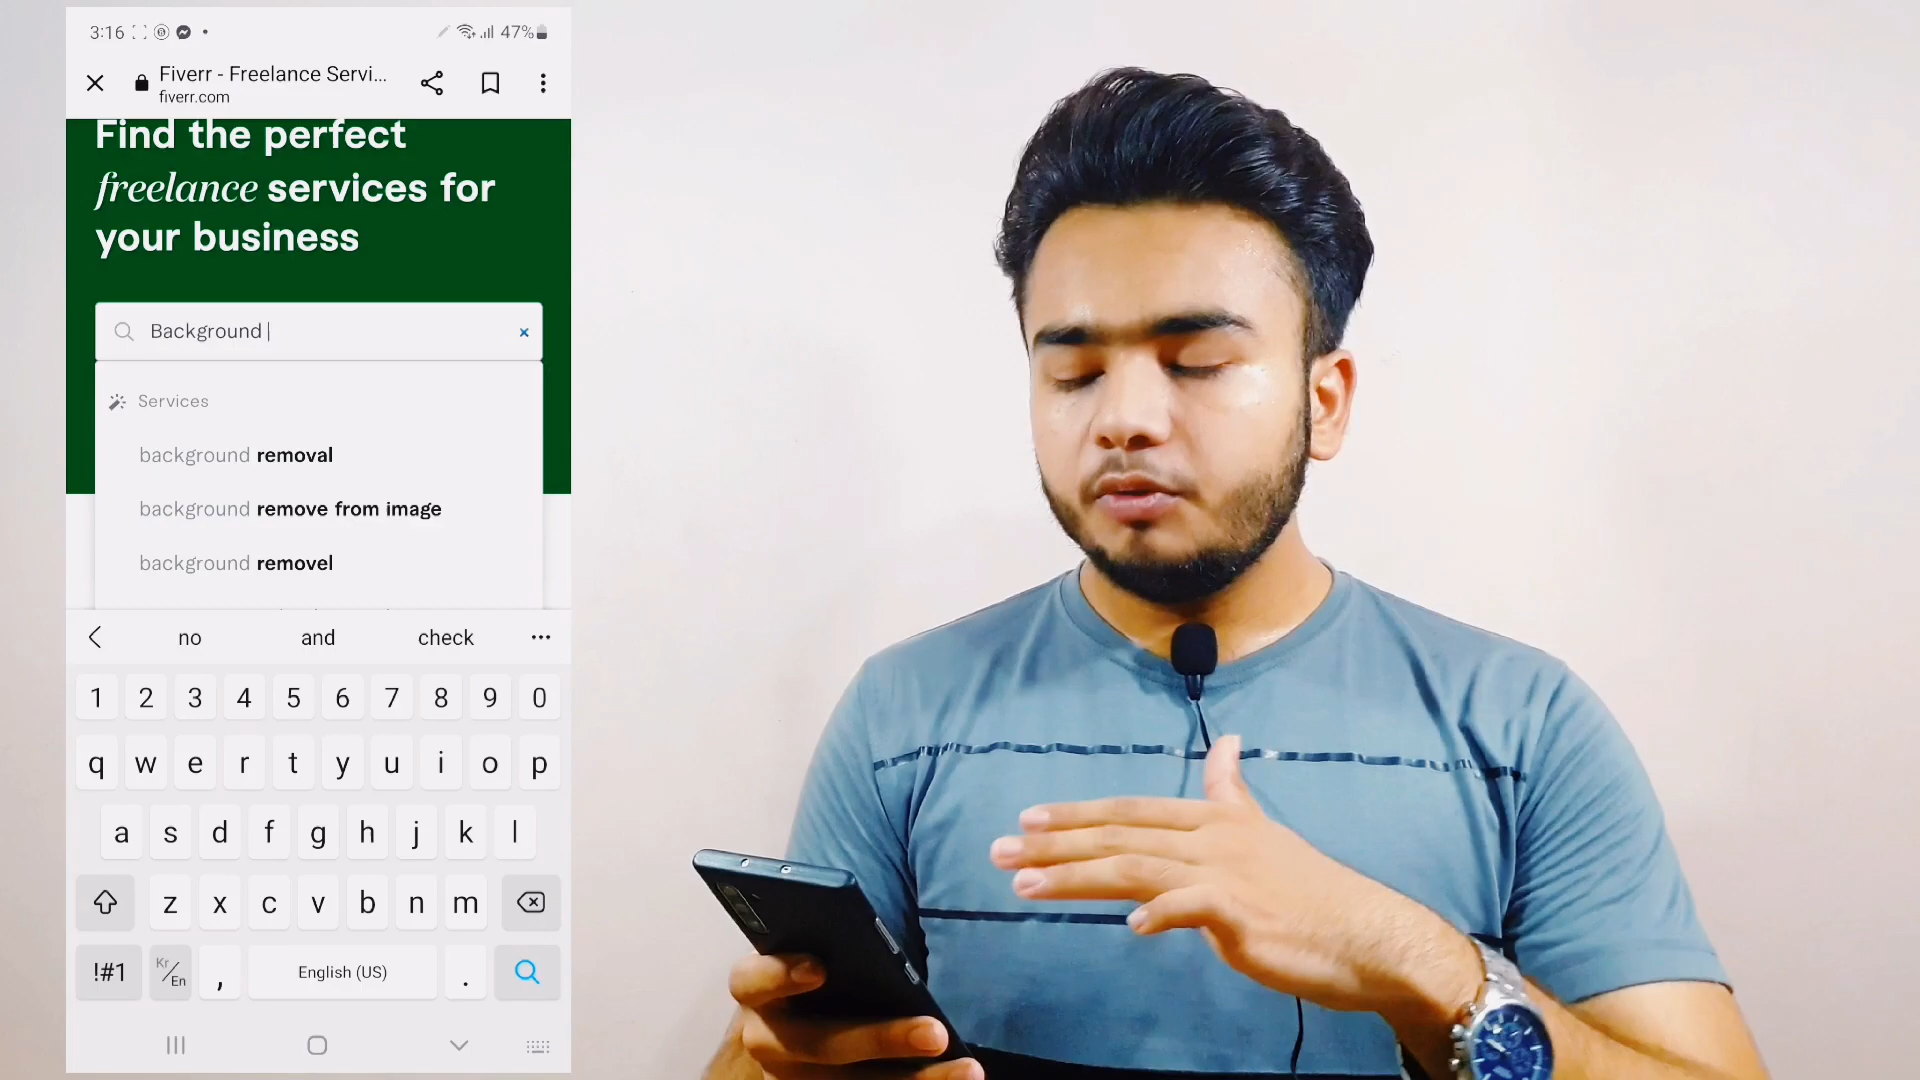 3:16 47%
Fiverr - Freelance Servi...
fiverr.com
Find the perfect
freelance services for
your business
Background
Services
background removal
background remove from image
background removel
no and check
1 2 3 4 5 6 7 8 9 0
q w e r t y u i o p
a s d f g h j k l
z x c v b n m
!#1 Kr/En , English (US) .